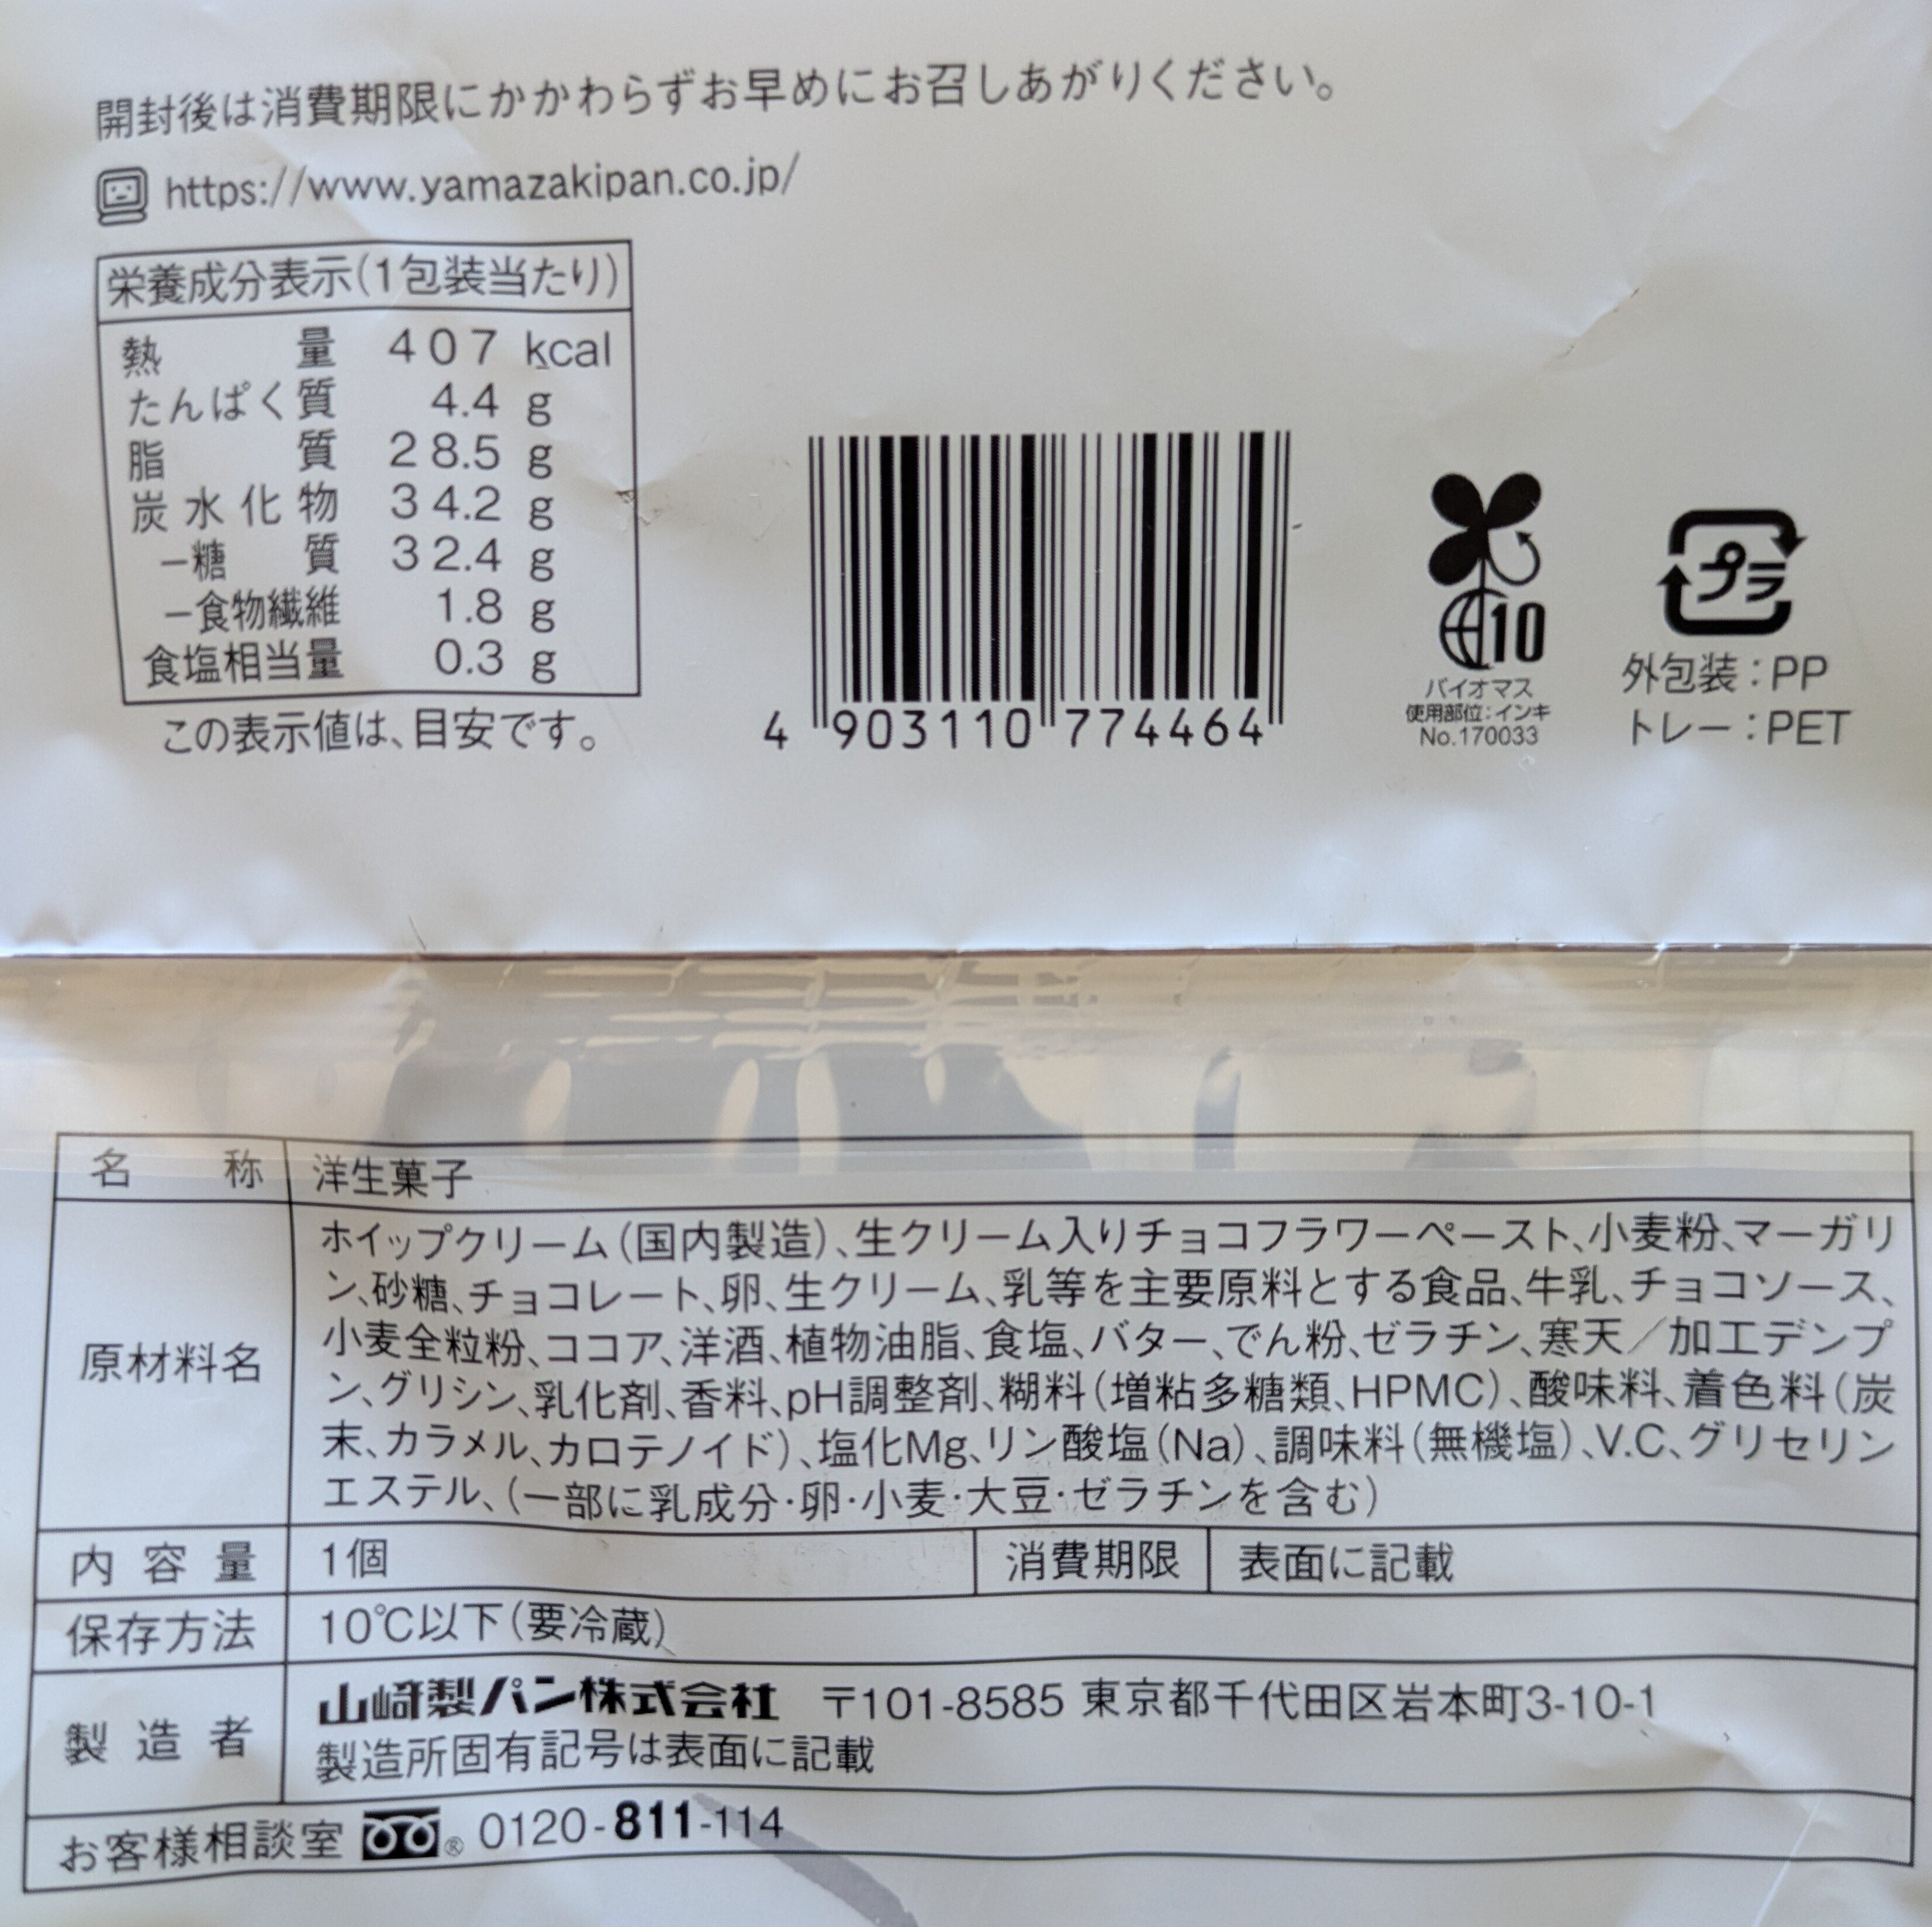 開封後は消費期限にかかわらずお早めにお召しあがりください。
https://www.yamazakipan.co.jp/
栄養成分表示(1包装当たり)
熱量 407 kcal
たんぱく質 4.4 g
脂質 28.5 g
炭水化物 34.2 g
−糖質 32.4 g
−食物繊維 1.8 g
食塩相当量 0.3 g
この表示値は、目安です。
4 903110 774464
10
バイオマス
使用部位:インキ
No.170033
プラ
外包装:PP
トレー:PET
名称 洋生菓子
原材料名
ホイップクリーム(国内製造)、生クリーム入りチョコフラワーペースト、小麦粉、マーガリ
ン、砂糖、チョコレート、卵、生クリーム、乳等を主要原料とする食品、牛乳、チョコソース、
小麦全粒粉、ココア、洋酒、植物油脂、食塩、バター、でん粉、ゼラチン、寒天/加工デンプ
ン、グリシン、乳化剤、香料、pH調整剤、糊料(増粘多糖類、HPMC)、酸味料、着色料(炭
末、カラメル、カロテノイド)、塩化Mg、リン酸塩(Na)、調味料(無機塩)、V.C、グリセリン
エステル、(一部に乳成分・卵・小麦・大豆・ゼラチンを含む)
内容量 1個 消費期限 表面に記載
保存方法 10℃以下(要冷蔵)
製造者 山崎製パン株式会社 〒101-8585 東京都千代田区岩本町3-10-1
製造所固有記号は表面に記載
お客様相談室 ® 0120-811-114